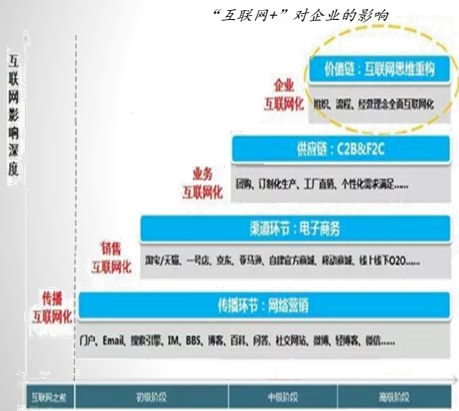 “互联网+”对企业的影响
互联网影响深度
价值链：互联网思维重构
企业
互联网化
组织、流程、经营理念全面互联网化
供应链：C2B&F2C
业务
互联网化
团购、订制化生产、工厂直销、个性化需求满足......
渠道环节：电子商务
销售
互联网化
淘宝/天猫、一号店、京东、亚马逊、自建官方商城、移动商城、线上线下O2O......
传播
互联网化
传播环节：网络营销
门户、Email、搜索引擎、IM、BBS、博客、百科、问答、社交网站、微博、轻博客、微信......
互联网之前
初级阶段
中级阶段
高级阶段